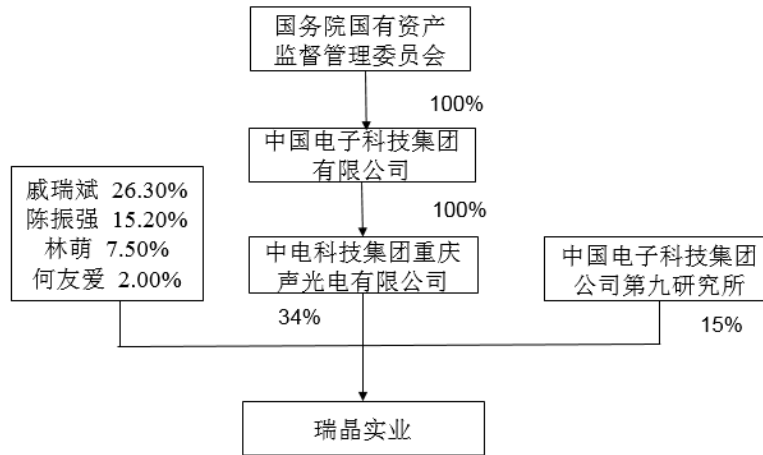 国务院国有资产
监督管理委员会
100%
中国电子科技集团
有限公司
100%
戚瑞斌 26.30%
陈振强 15.20%
林萌 7.50%
何友爱 2.00%
中电科技集团重庆
声光电有限公司
中国电子科技集团
公司第九研究所
34%
15%
瑞晶实业